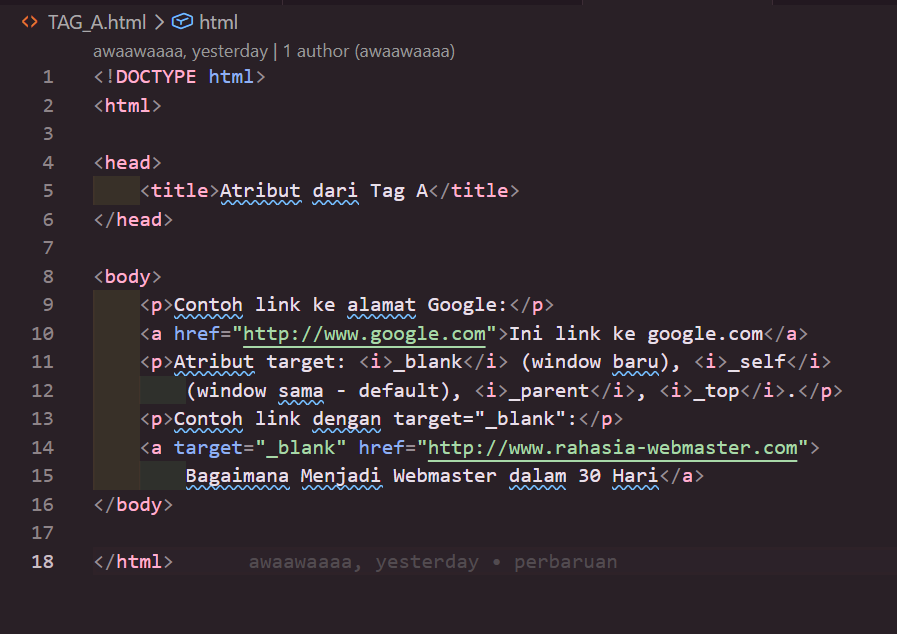 <> TAG_A.html > html
awaawaaaa, yesterday | 1 author (awaawaaaa)
1 <!DOCTYPE html>
2 <html>
3
4 <head>
5 <title>Atribut dari Tag A</title>
6 </head>
7
8 <body>
9 <p>Contoh link ke alamat Google:</p>
10 <a href="http://www.google.com">Ini link ke google.com</a>
11 <p>Atribut target: <i>_blank</i> (window baru), <i>_self</i>
12 (window sama - default), <i>_parent</i>, <i>_top</i>.</p>
13 <p>Contoh link dengan target="_blank":</p>
14 <a target="_blank" href="http://www.rahasia-webmaster.com">
15 Bagaimana Menjadi Webmaster dalam 30 Hari</a>
16 </body>
17
18 </html> awaawaaaa, yesterday • perbaruan